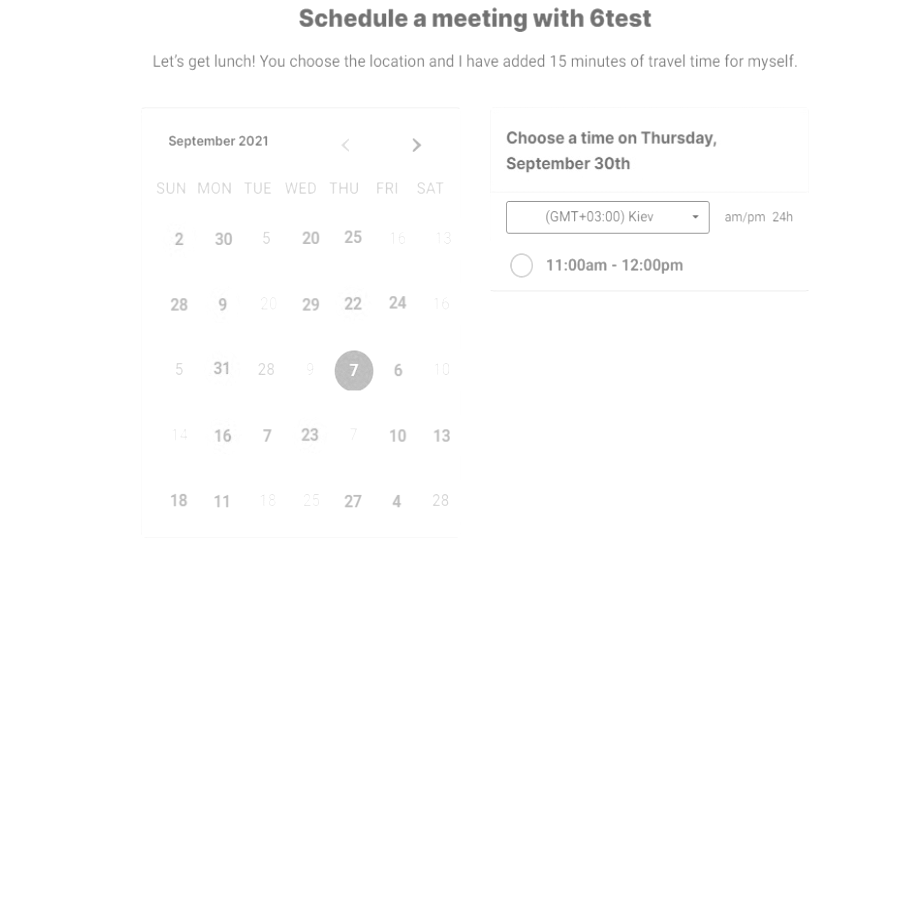 Schedule a meeting with 6test
Let's get lunch! You choose the location and I have added 15 minutes of travel time for myself.
September 2021
SUN MON TUE WED THU FRI SAT
2 30 5 20 25 16 13
28 9 20 29 22 24 16
5 31 28 9 7 6 10
14 16 7 23 7 10 13
18 11 18 25 27 4 28
Choose a time on Thursday,
September 30th
(GMT+03:00) Kiev am/pm 24h
11:00am - 12:00pm